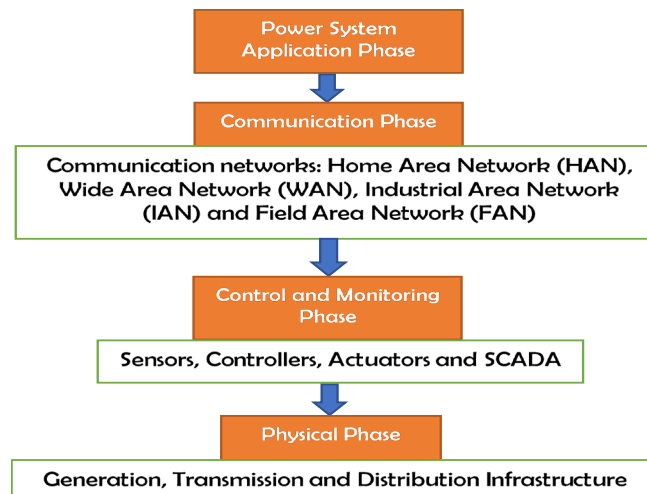 Power System
Application Phase
Communication Phase
Communication networks: Home Area Network (HAN),
Wide Area Network (WAN), Industrial Area Network
(IAN) and Field Area Network (FAN)
Control and Monitoring
Phase
Sensors, Controllers, Actuators and SCADA
Physical Phase
Generation, Transmission and Distribution Infrastructure